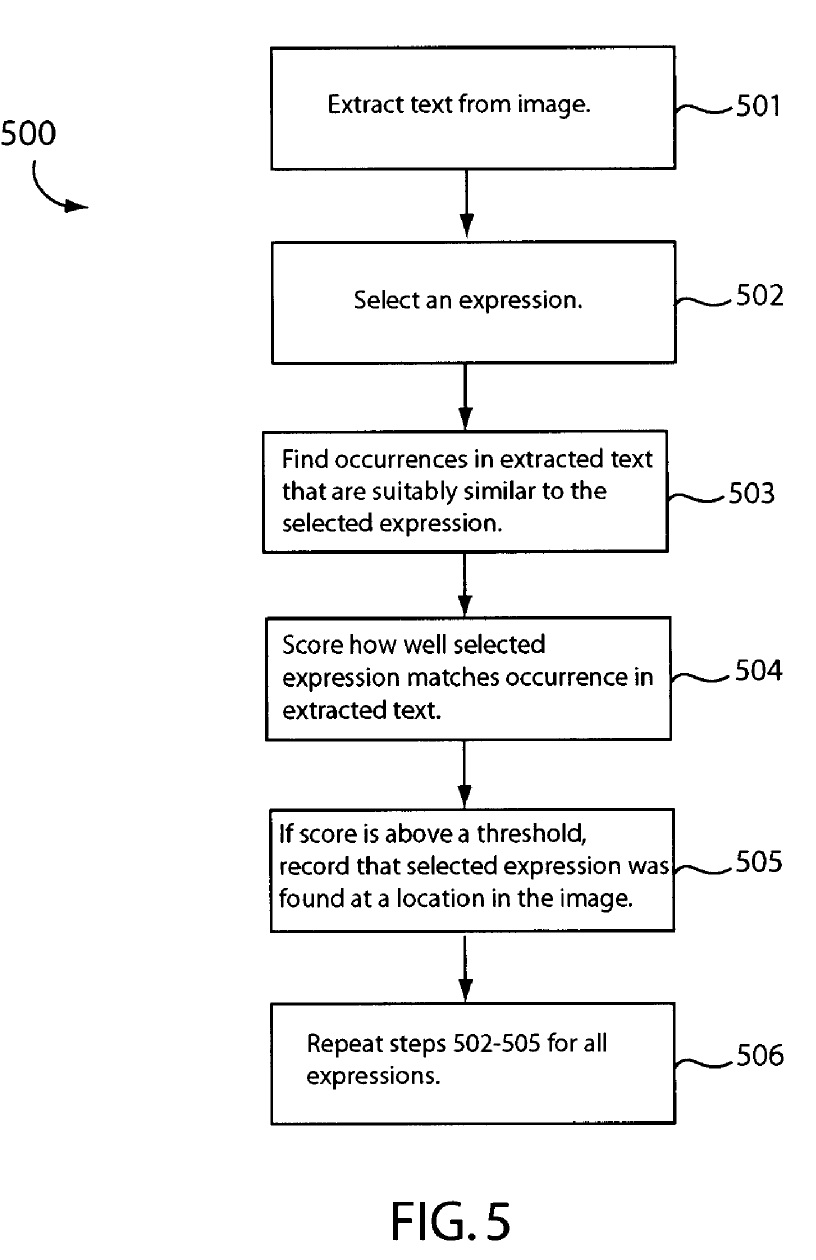 Extract text from image.
501
500
Select an expression.
502
Find occurrences in extracted text
that are suitably similar to the
selected expression.
503
Score how well selected
expression matches occurrence in
extracted text.
504
If score is above a threshold,
record that selected expression was
found at a location in the image.
505
Repeat steps 502-505 for all
expressions.
506
FIG. 5